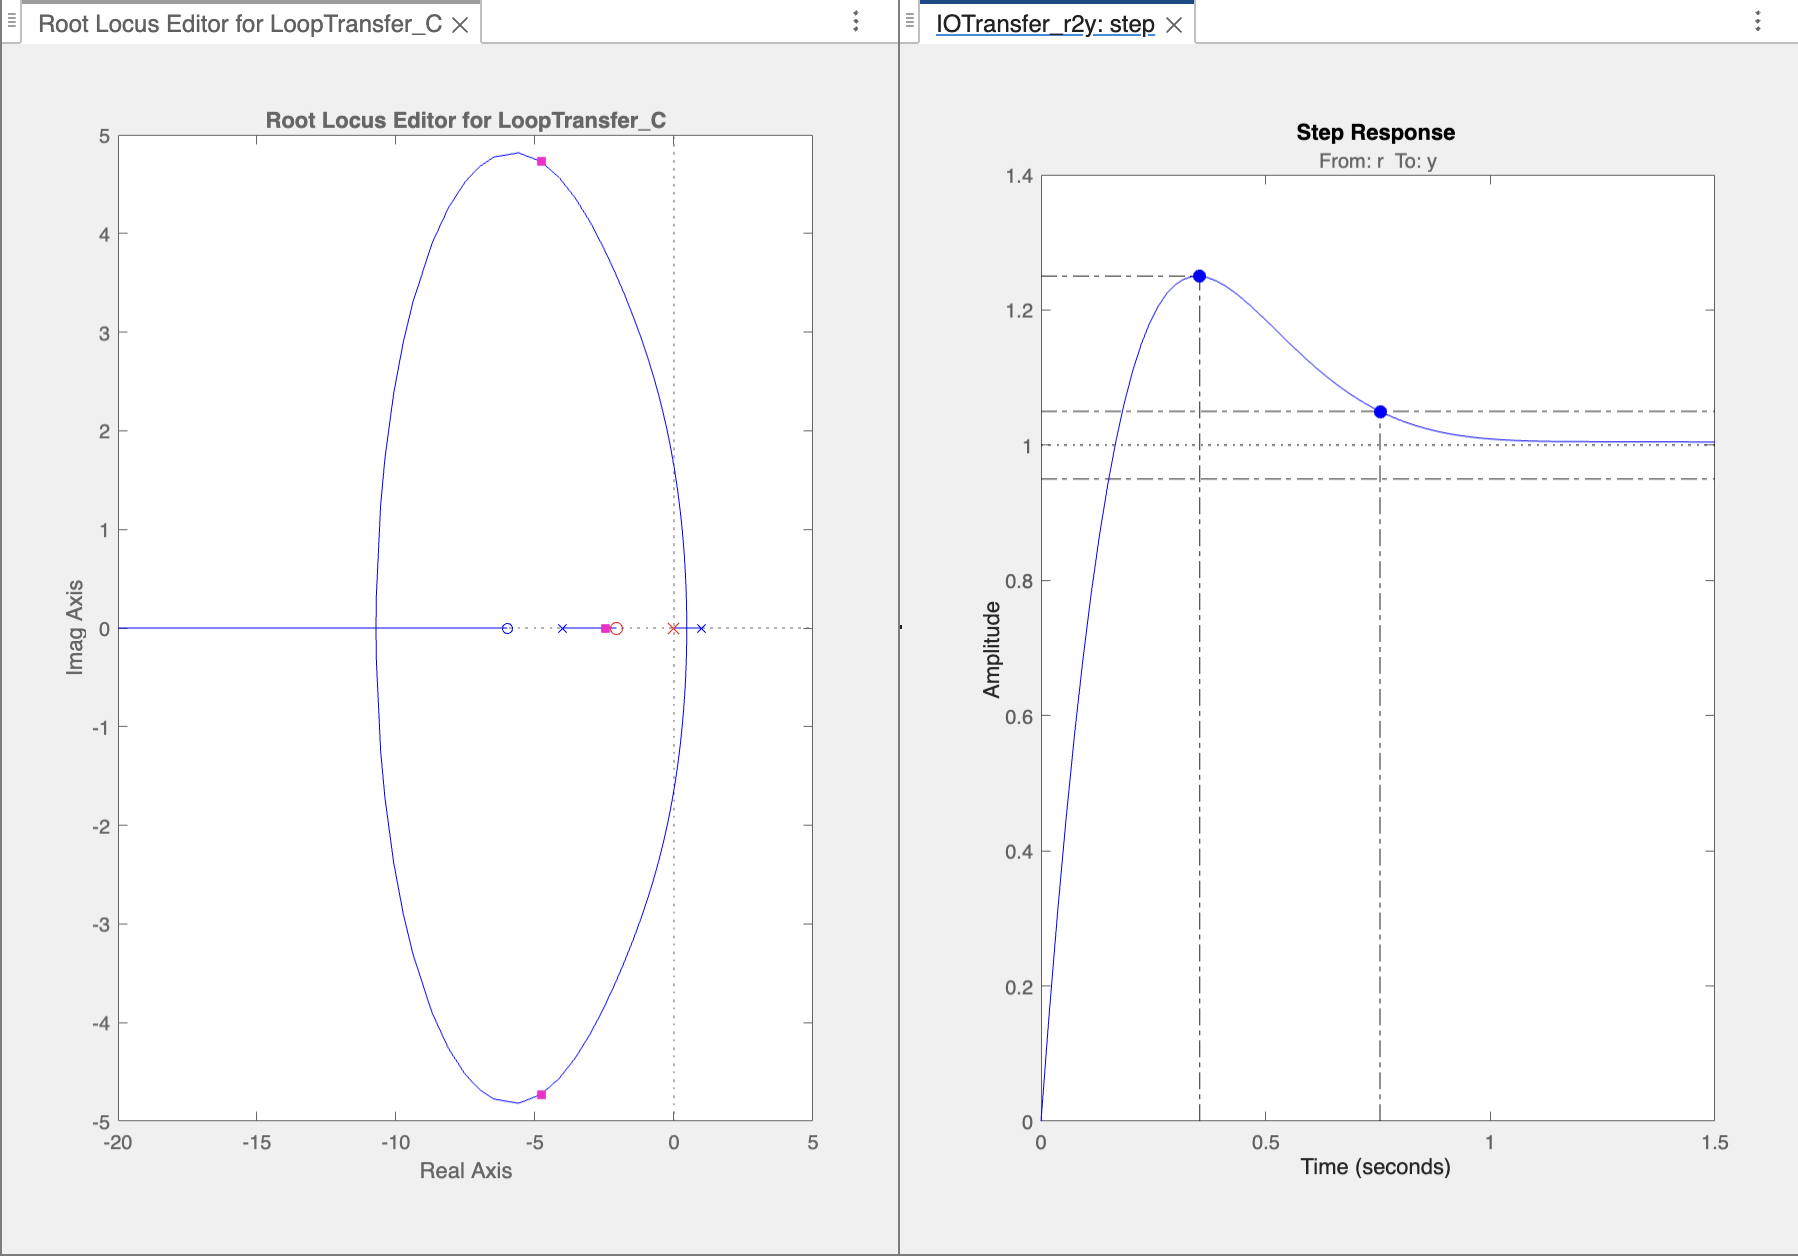 Root Locus Editor for LoopTransfer_C
IOTransfer_r2y: step
Root Locus Editor for LoopTransfer_C
5
4
3
2
1
0
-1
-2
-3
-4
-5
Imag Axis
-20 -15 -10 -5 0 5
Real Axis
Step Response
From: r To: y
1.4
1.2
1
0.8
0.6
0.4
0.2
0
Amplitude
0 0.5 1 1.5
Time (seconds)